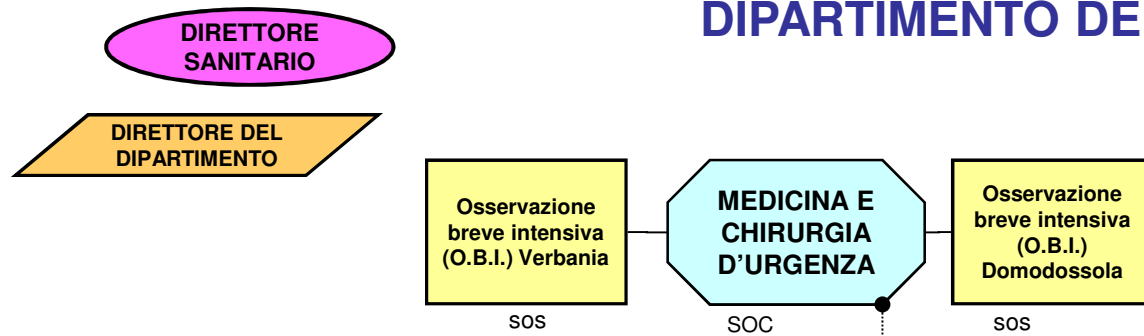 DIPARTIMENTO DE
DIRETTORE
SANITARIO
DIRETTORE DEL
DIPARTIMENTO
Osservazione
breve intensiva
(O.B.I.) Verbania
MEDICINA E
CHIRURGIA
D'URGENZA
Osservazione
breve intensiva
(O.B.I.)
Domodossola
sos
SOC
sos